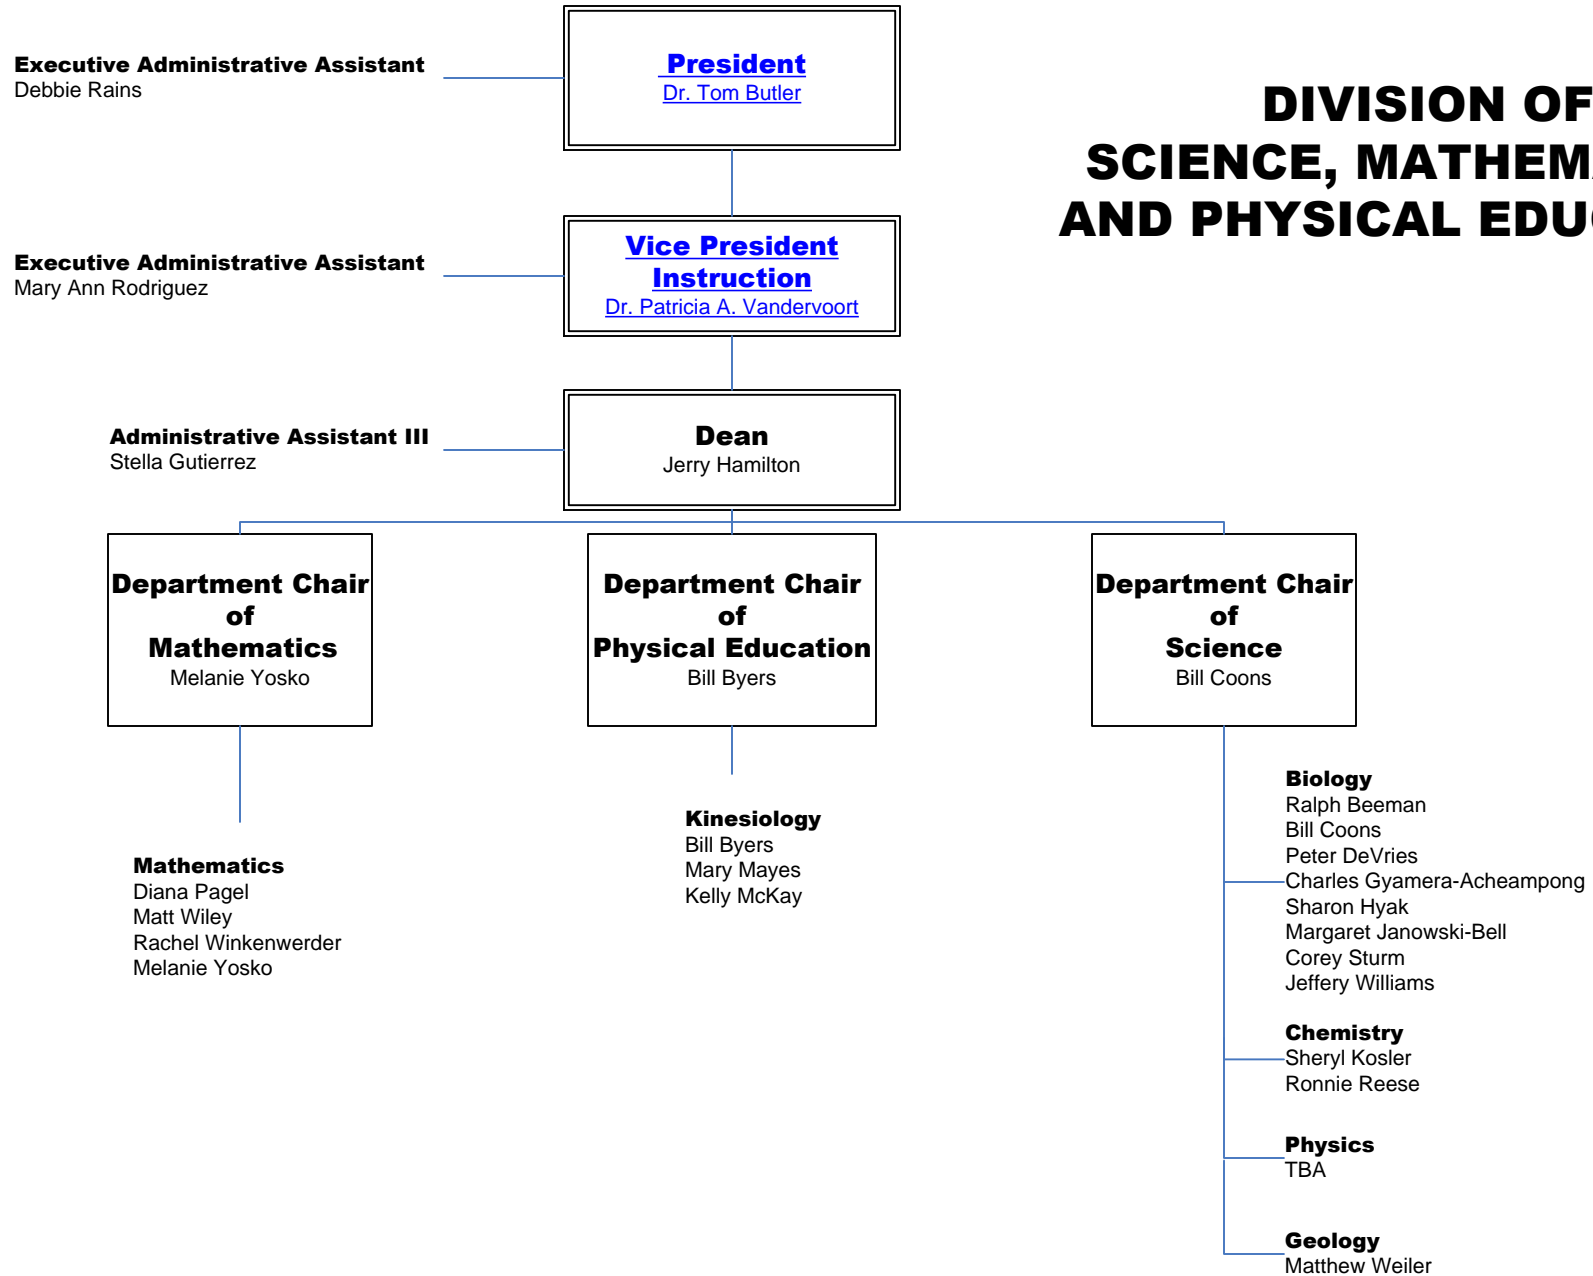 Executive Administrative Assistant
Debbie Rains
President
Dr. Tom Butler
DIVISION OF
SCIENCE,
AND PHYSICAL
Executive Administrative Assistant
Mary Ann Rodriguez
Vice President
Instruction
Dr. Patricia A. Vandervoort
Administrative Assistant III
Stella Gutierrez
Dean
Jerry Hamilton
Department Chair
of
Mathematics
Melanie Yosko
Department Chair
of
Physical Education
Bill Byers
Department Chair
of
Science
Bill Coons
Mathematics
Diana Pagel
Matt Wiley
Rachel Winkenwerder
Melanie Yosko
Kinesiology
Bill Byers
Mary Mayes
Kelly McKay
Biology
Ralph Beeman
Bill Coons
Peter DeVries
Charles Gyamera-Acheampong
Sharon Hyak
Margaret Janowski-Bell
Corey Sturm
Jeffery Williams
Chemistry
Sheryl Kosler
Ronnie Reese
Physics
TBA
Geology
Matthew Weiler